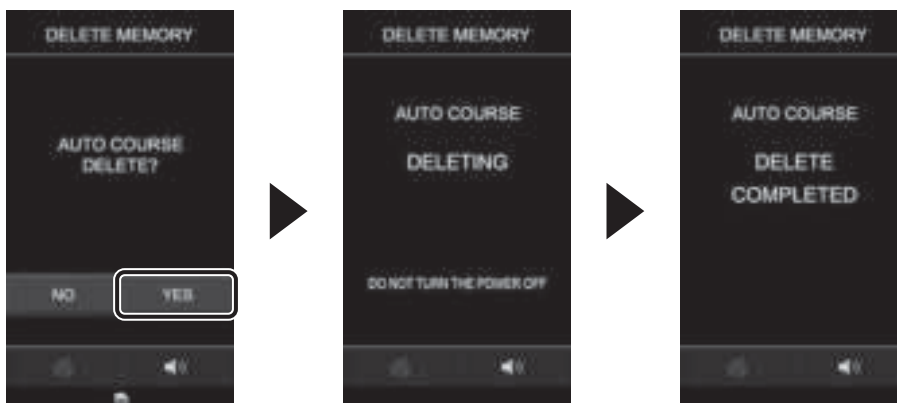 DELETE MEMORY
AUTO COURSE
DELETE?
NO
YES
DELETE MEMORY
AUTO COURSE
DELETING
DO NOT TURN THE POWER OFF
DELETE MEMORY
AUTO COURSE
DELETE
COMPLETED